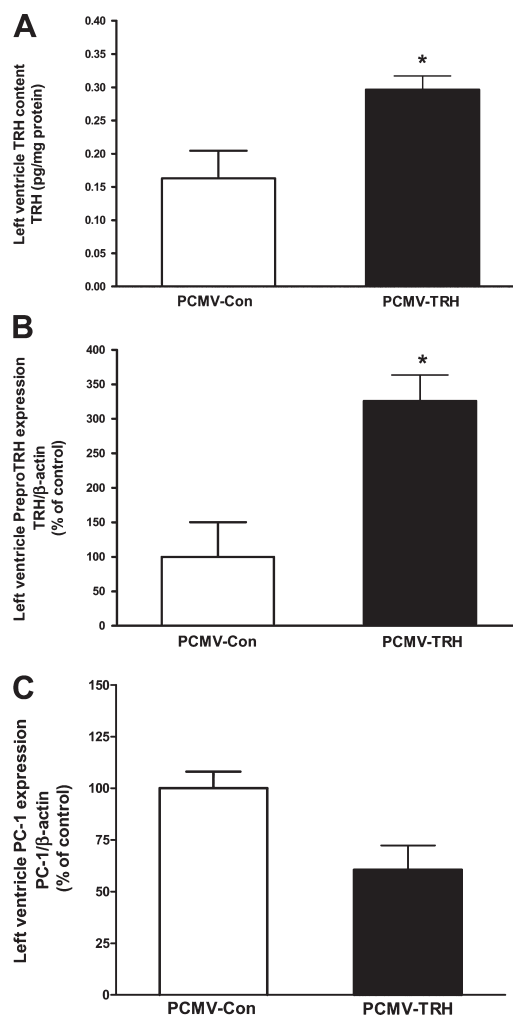 A
Left ventricle TRH content
TRH (pg/mg protein)
0.40
0.35
0.30
0.25
0.20
0.15
0.10
0.05
0.00
*
PCMV-Con
PCMV-TRH
B
Left ventricle PreproTRH expression
TRH/β-actin
(% of control)
400
350
300
250
200
150
100
50
0
*
PCMV-Con
PCMV-TRH
C
Left ventricle PC-1 expression
PC-1/β-actin
(% of control)
150
125
100
75
50
25
0
PCMV-Con
PCMV-TRH